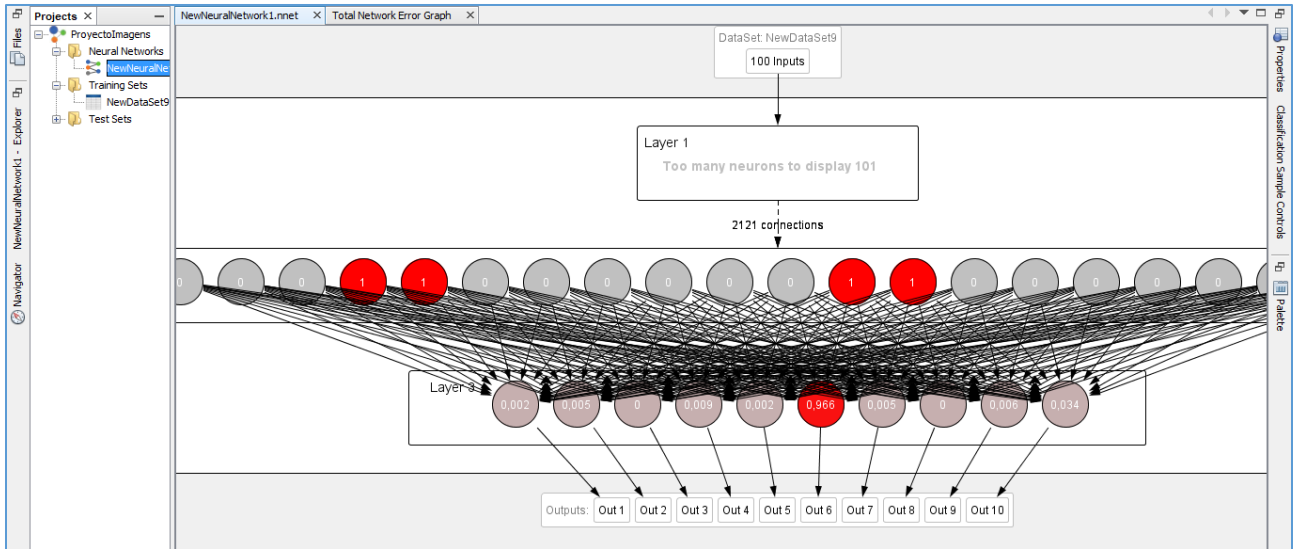 Projects
NewNeuralNetwork1.nnet
Total Network Error Graph
Files
ProyectoImagens
Neural Networks
NewNeuralNe
Training Sets
NewDataSet9
Test Sets
NewNeuralNetwork1 - Explorer
Navigator
DataSet: NewDataSet9
100 Inputs
Layer 1
Too many neurons to display 101
2121 connections
0 0 0 1 1 0 0 0 0 0 0 1 1 0 0 0 0 0
Layer 3
0,002 0,005 0 0,009 0,002 0,966 0,005 0 0,006 0,034
Outputs: Out 1 Out 2 Out 3 Out 4 Out 5 Out 6 Out 7 Out 8 Out 9 Out 10
Properties
Classification Sample Controls
Palette